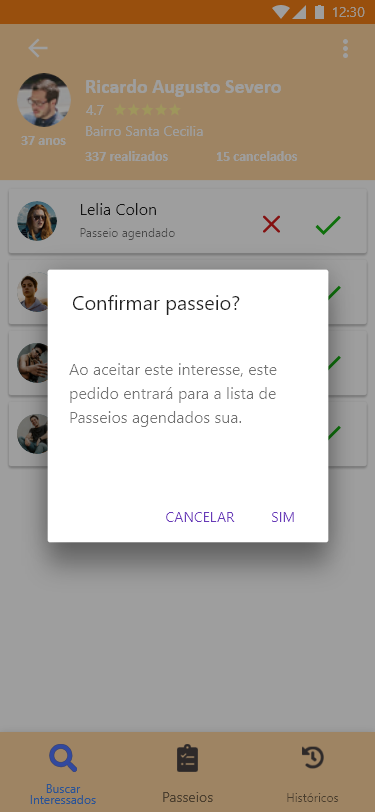 12:30
Ricardo Augusto Severo
4.7
37 anos
Bairro Santa Cecilia
337 realizados 15 cancelados
Lelia Colon
Passeio agendado
Confirmar passeio?
Ao aceitar este interesse, este
pedido entrará para a lista de
Passeios agendados sua.
CANCELAR SIM
Buscar
Interessados
Passeios
Históricos